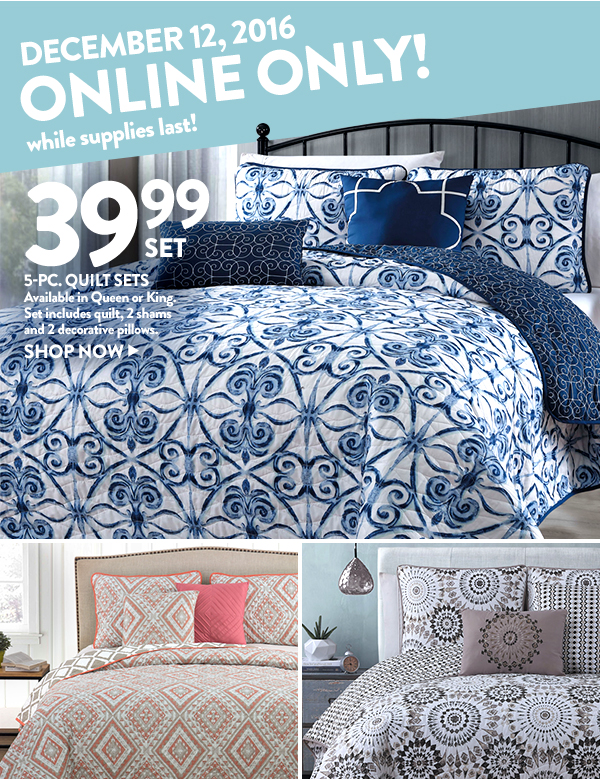 DECEMBER 12, 2016
ONLINE ONLY!
while supplies last!
39 99
SET
5-PC. QUILT SETS
Available in Queen or King.
Set includes quilt, 2 shams
and 2 decorative pillows.
SHOP NOW ▶